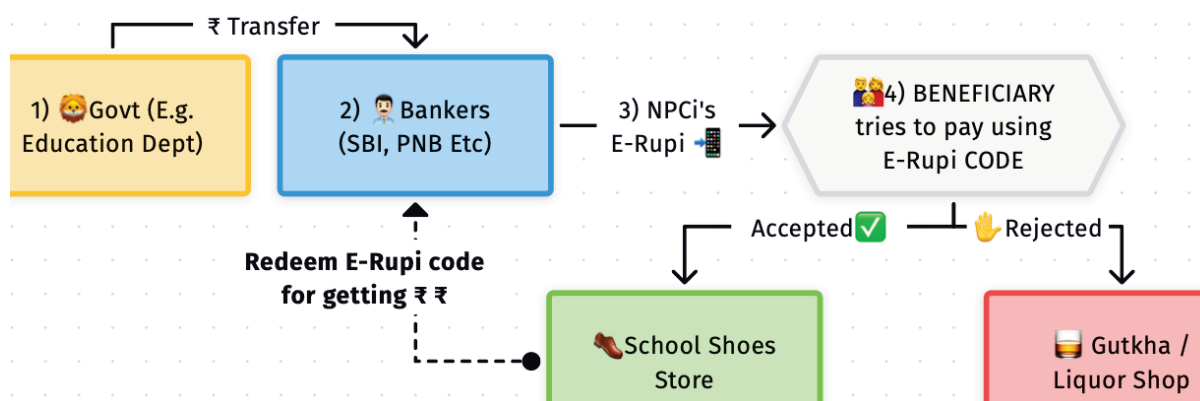 ₹ Transfer
1) 🦁Govt (E.g.
Education Dept)
2) 👨🏻‍💼Bankers
(SBI, PNB Etc)
3) NPCi's
E-Rupi 📲
👨‍👩‍👧4) BENEFICIARY
tries to pay using
E-Rupi CODE
Accepted✅
✋Rejected
Redeem E-Rupi code
for getting ₹ ₹
👞School Shoes
Store
🥃 Gutkha /
Liquor Shop